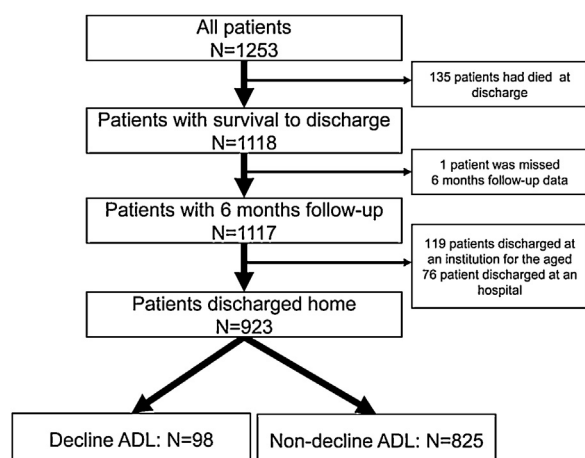 All patients
N=1253
135 patients had died at
discharge
Patients with survival to discharge
N=1118
1 patient was missed
6 months follow-up data
Patients with 6 months follow-up
N=1117
119 patients discharged at
an institution for the aged
76 patient discharged at an
hospital
Patients discharged home
N=923
Decline ADL: N=98
Non-decline ADL: N=825